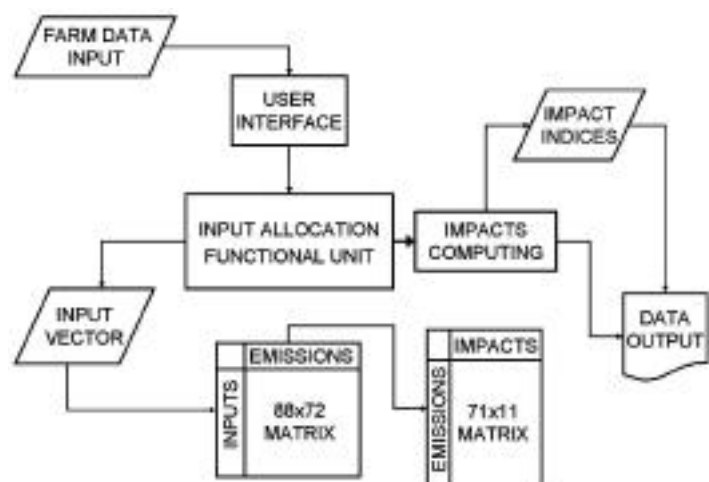 FARM DATA
INPUT
USER
INTERFACE
IMPACT
INDICES
INPUT ALLOCATION
FUNCTIONAL UNIT
IMPACTS
COMPUTING
INPUT
VECTOR
DATA
OUTPUT
EMISSIONS
INPUTS
88x72
MATRIX
IMPACTS
EMISSIONS
71x11
MATRIX